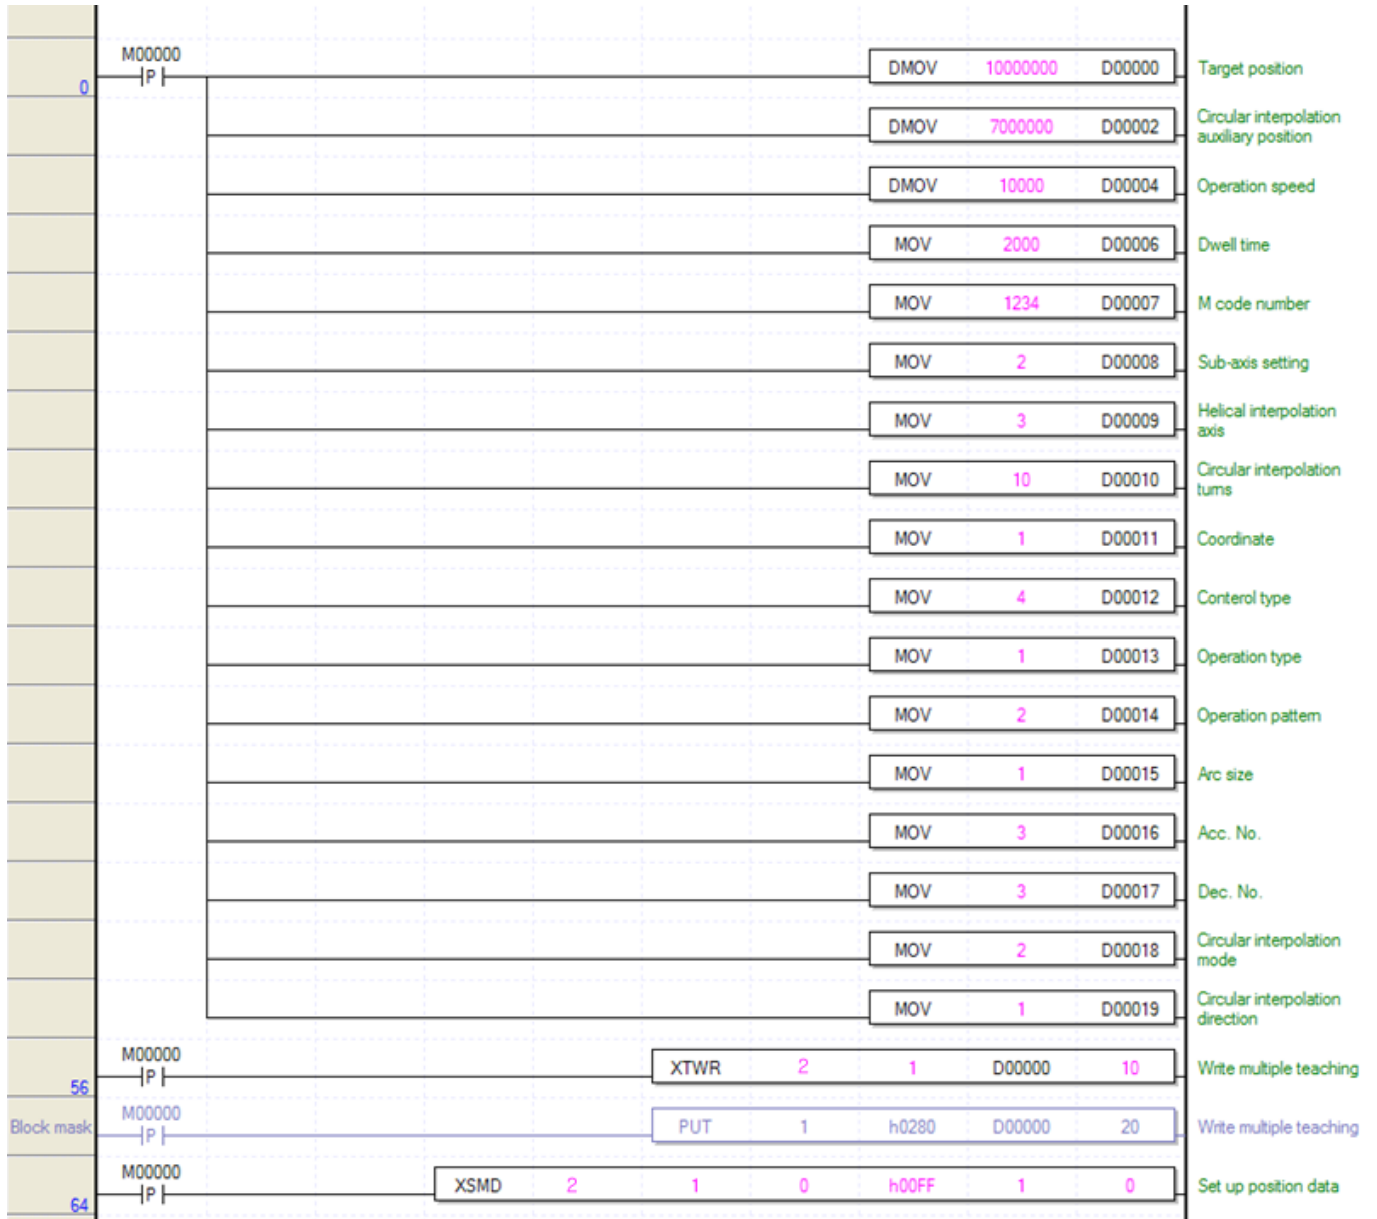 M00000
P
0
DMOV 10000000 D00000 Target position
DMOV 7000000 D00002 Circular interpolation
auxiliary position
DMOV 10000 D00004 Operation speed
MOV 2000 D00006 Dwell time
MOV 1234 D00007 M code number
MOV 2 D00008 Sub-axis setting
MOV 3 D00009 Helical interpolation
axis
MOV 10 D00010 Circular interpolation
turns
MOV 1 D00011 Coordinate
MOV 4 D00012 Conterol type
MOV 1 D00013 Operation type
MOV 2 D00014 Operation pattern
MOV 1 D00015 Arc size
MOV 3 D00016 Acc. No.
MOV 3 D00017 Dec. No.
MOV 2 D00018 Circular interpolation
mode
MOV 1 D00019 Circular interpolation
direction
M00000
P
56
XTWR 2 1 D00000 10 Write multiple teaching
M00000
Block mask
P
PUT 1 h0280 D00000 20 Write multiple teaching
M00000
P
64
XSMD 2 1 0 h00FF 1 0 Set up position data